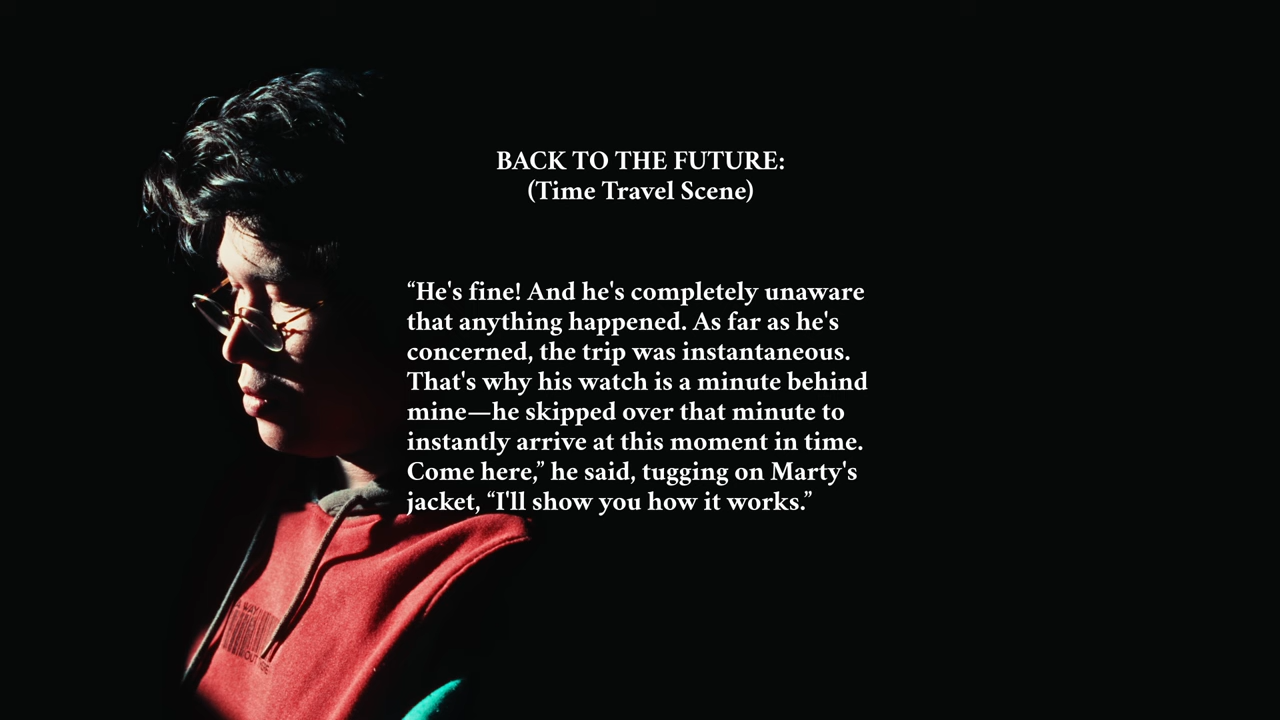 BACK TO THE FUTURE:
(Time Travel Scene)
“He's fine! And he's completely unaware
that anything happened. As far as he's
concerned, the trip was instantaneous.
That's why his watch is a minute behind
mine—he skipped over that minute to
instantly arrive at this moment in time.
Come here,” he said, tugging on Marty's
jacket, “I'll show you how it works.”
A WAY